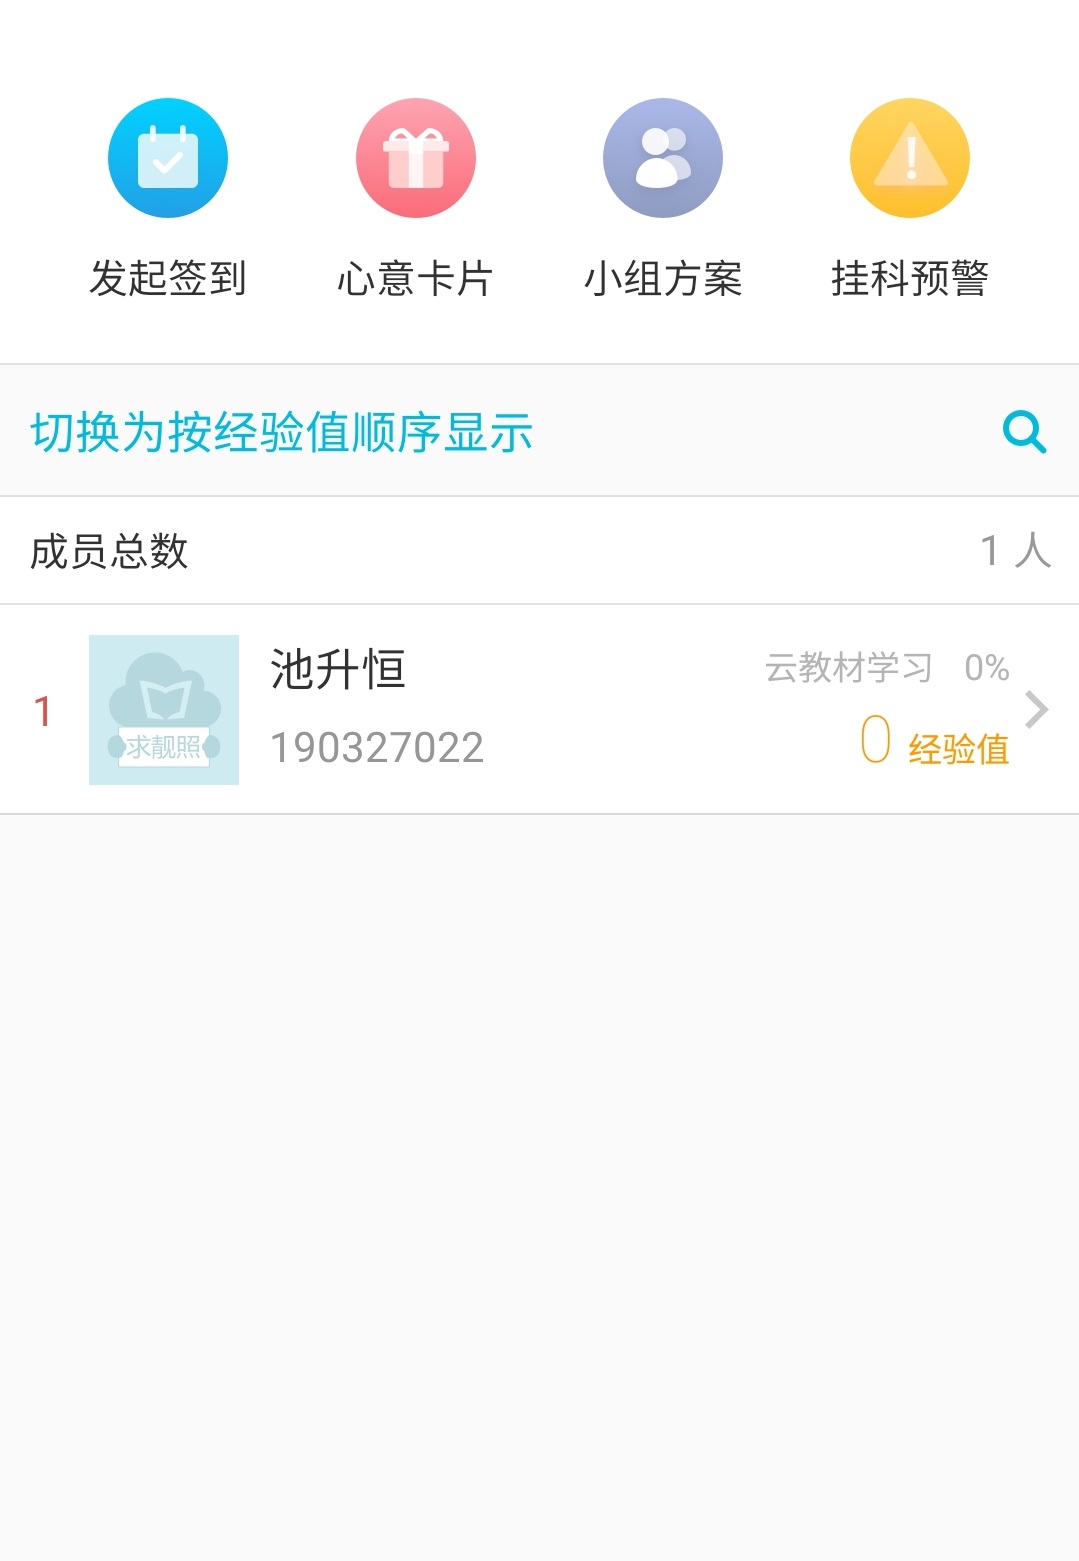 发起签到 心意卡片 小组方案 挂科预警
切换为按经验值顺序显示
成员总数 1 人
池升恒 云教材学习 0%
1
求靓照
190327022 0 经验值